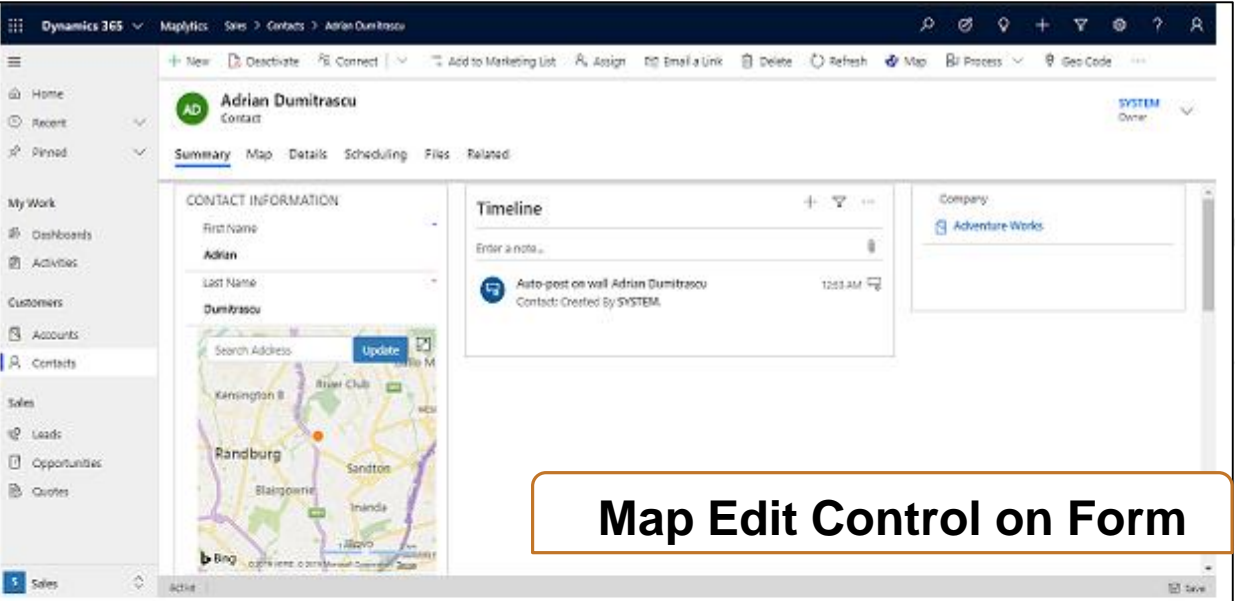 Dynamics 365 Maplytics Sales > Contacts > Adrian Dumitrascu
+ New Deactivate Connect Add to Marketing List Assign Email a Link Delete Refresh Map Process Geo Code ...
Home
Recent
Pinned
My Work
Dashboards
Activities
Customers
Accounts
Contacts
Sales
Leads
Opportunities
Quotes
S Sales
AD
Adrian Dumitrascu
Contact
SYSTEM
Owner
Summary Map Details Scheduling Files Related
CONTACT INFORMATION
First Name
Adrian
Last Name
Dumitrascu
Search Address Update
River Club
Kensington B
Randburg
Sandton
Blairgowrie
Inanda
Bing
Timeline
Enter a note...
Auto-post on wall Adrian Dumitrascu 12:53 AM
Contact: Created By SYSTEM.
Company
Adventure Works
Map Edit Control on Form
Active
Save